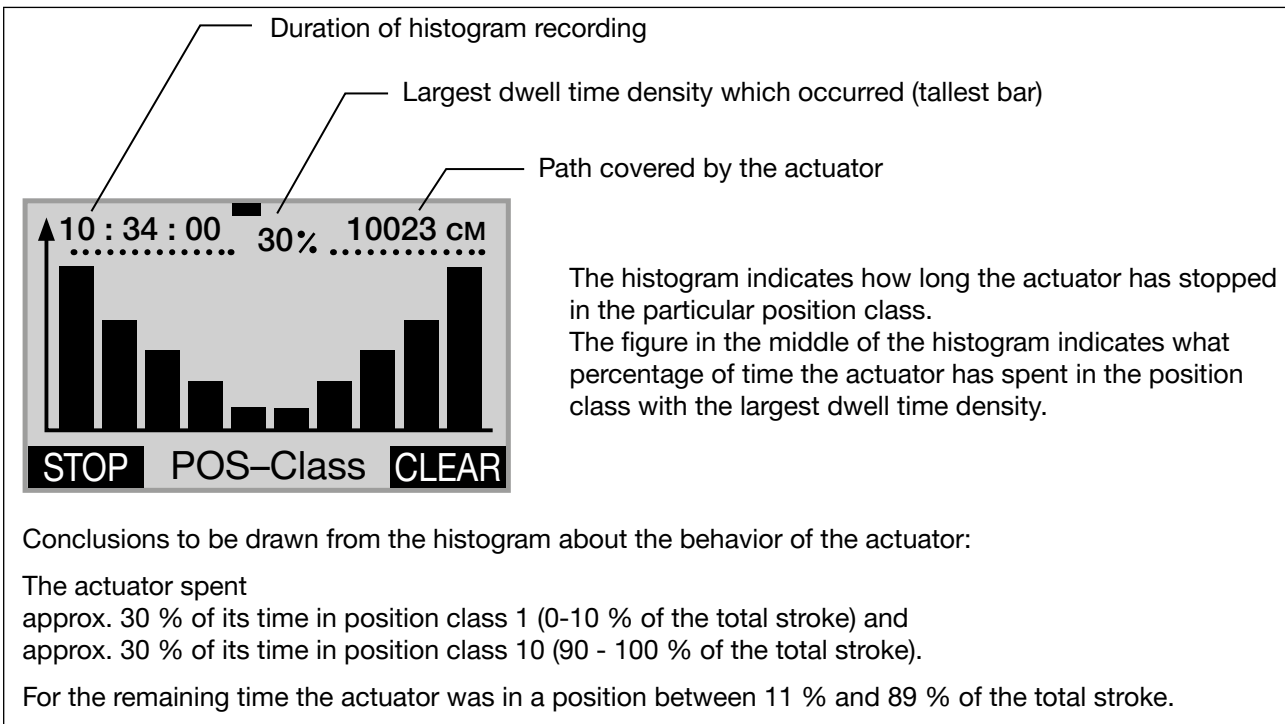 Duration of histogram recording
Largest dwell time density which occurred (tallest bar)
Path covered by the actuator
10 : 34 : 00 30% 10023 CM
The histogram indicates how long the actuator has stopped
in the particular position class.
The figure in the middle of the histogram indicates what
percentage of time the actuator has spent in the position
class with the largest dwell time density.
STOP POS–Class CLEAR
Conclusions to be drawn from the histogram about the behavior of the actuator:
The actuator spent
approx. 30 % of its time in position class 1 (0-10 % of the total stroke) and
approx. 30 % of its time in position class 10 (90 - 100 % of the total stroke).
For the remaining time the actuator was in a position between 11 % and 89 % of the total stroke.